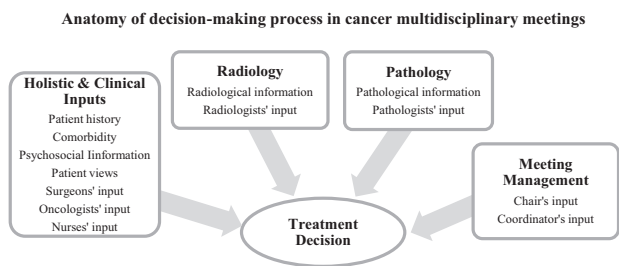 Anatomy of decision-making process in cancer multidisciplinary meetings
Holistic & Clinical
Inputs
Patient history
Comorbidity
Psychosocial Iinformation
Patient views
Surgeons' input
Oncologists' input
Nurses' input
Radiology
Radiological information
Radiologists' input
Pathology
Pathological information
Pathologists' input
Meeting
Management
Chair's input
Coordinator's input
Treatment
Decision